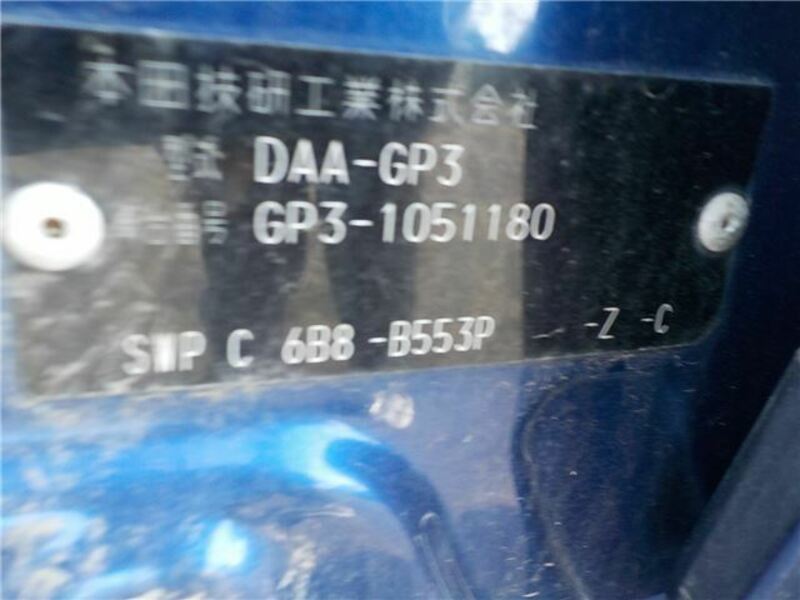 本田技研工業株式会社
型式 DAA-GP3
車台番号 GP3-1051180
SWP C 6B8 -B553P - -Z -C